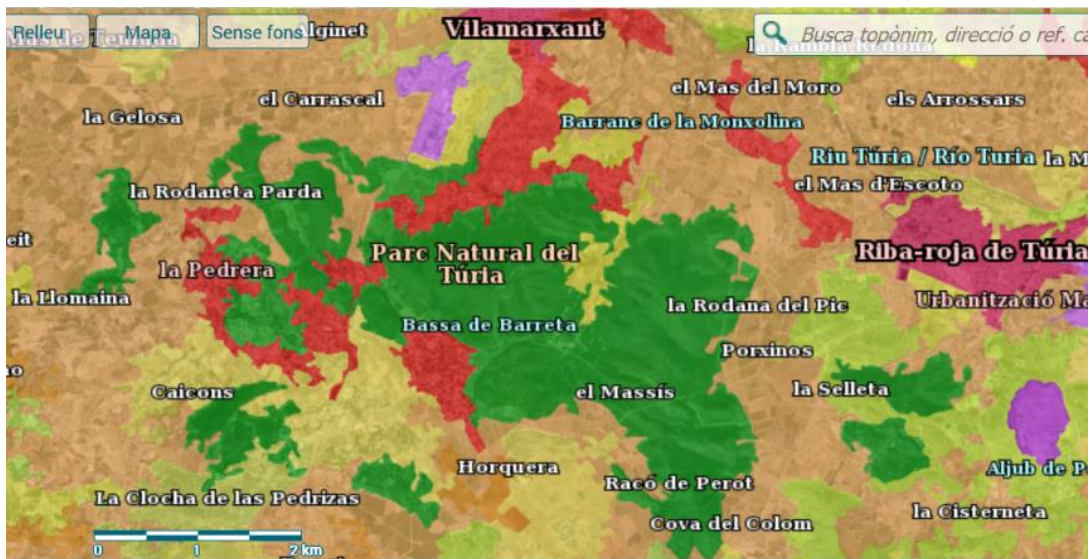 Relleu
Mapa
Sense fons
Vilamarxant
Busca topònim, direcció o ref. ca
el Carrascal
el Mas del Moro
els Arrossars
la Gelosa
Barranc de la Monxolina
Riu Túria / Río Turia
la M
la Rodaneta Parda
el Mas d'Escoto
Parc Natural del
Túria
Riba-roja de Túria
la Pedrera
la Llomaina
la Rodana del Pic
Urbanització Ma
Bassa de Barreta
Porxinos
Caicons
el Massís
la Selleta
Horquera
Racó de Perot
Aljub de P
La Clocha de las Pedrizas
Cova del Colom
la Cisterneta
0 1 2 km